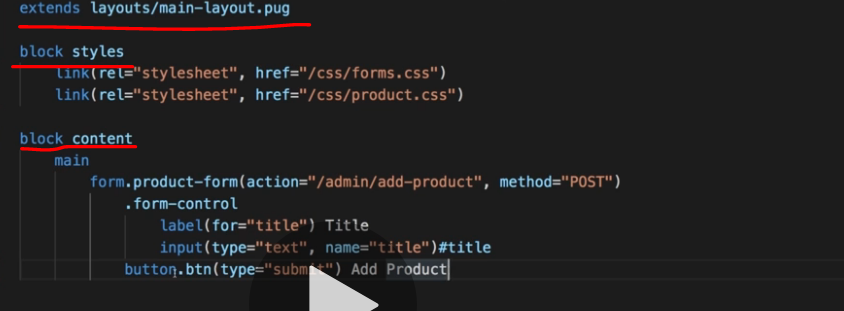 extends layouts/main-layout.pug
block styles
link(rel="stylesheet", href="/css/forms.css")
link(rel="stylesheet", href="/css/product.css")
block content
main
form.product-form(action="/admin/add-product", method="POST")
.form-control
label(for="title") Title
input(type="text", name="title")#title
button.btn(type="submit") Add Product